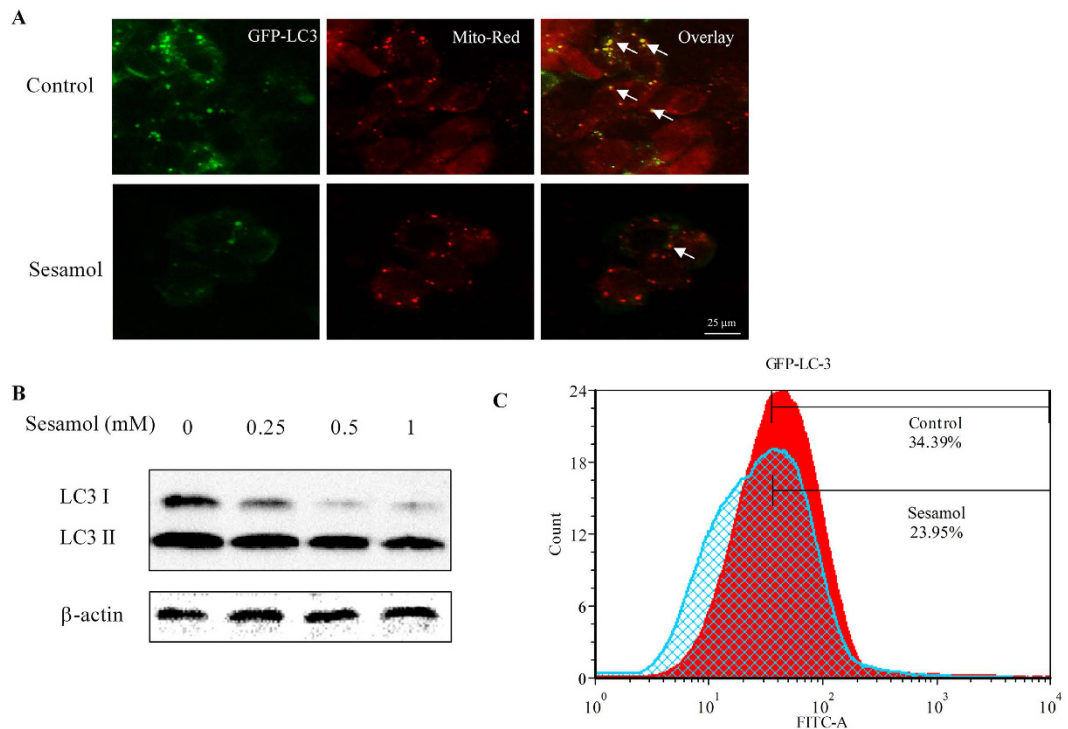 A
GFP-LC3 Mito-Red Overlay
Control
Sesamol
25 μm
B
Sesamol (mM) 0 0.25 0.5 1
LC3 I
LC3 II
β-actin
C
GFP-LC-3
24
18
12
6
0
Count
Control
34.39%
Sesamol
23.95%
10⁰ 10¹ 10² 10³ 10⁴
FITC-A